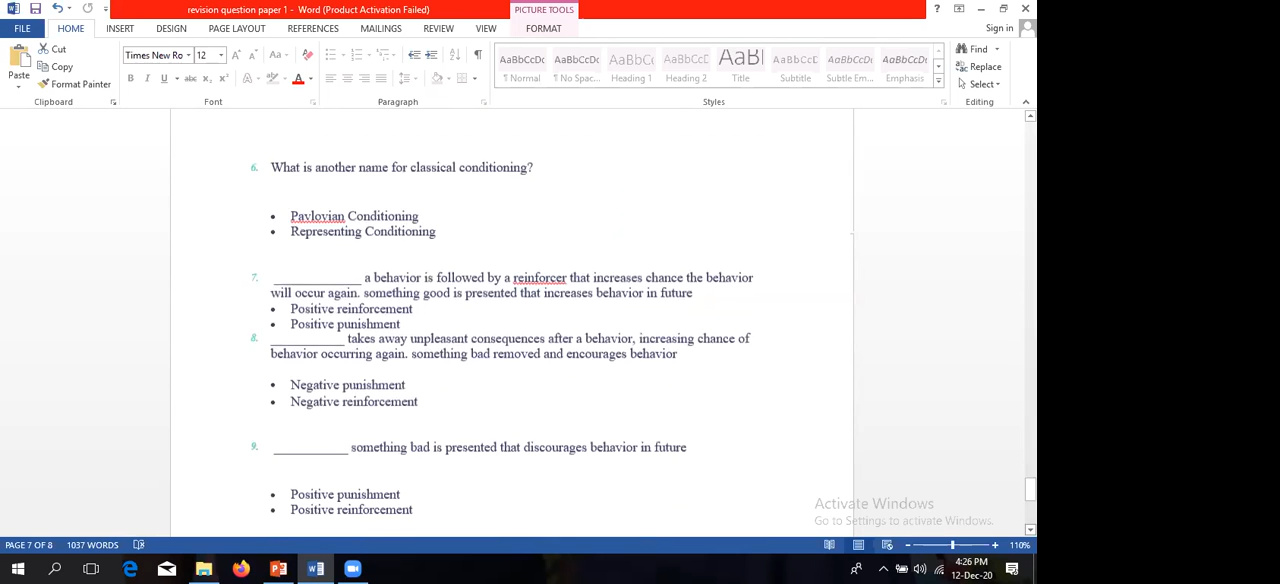 revision question paper 1 - Word (Product Activation Failed)
PICTURE TOOLS
Sign in
FILE HOME INSERT DESIGN PAGE LAYOUT REFERENCES MAILINGS REVIEW VIEW FORMAT
Cut
Copy
Format Painter
Paste
Times New Ro 12
AaBbCcDc AaBbCcDc AaBbCc AaBbCcC AaBl AaBbCcD AaBbCcDc AaBbCcDc
¶ Normal ¶ No Spac... Heading 1 Heading 2 Title Subtitle Subtle Em... Emphasis
Find
Replace
Select
Clipboard Font Paragraph Styles Editing
6. What is another name for classical conditioning?
• Pavlovian Conditioning
• Representing Conditioning
7. _____________ a behavior is followed by a reinforcer that increases chance the behavior
will occur again. something good is presented that increases behavior in future
• Positive reinforcement
• Positive punishment
8. ___________ takes away unpleasant consequences after a behavior, increasing chance of
behavior occurring again. something bad removed and encourages behavior
• Negative punishment
• Negative reinforcement
9. ___________ something bad is presented that discourages behavior in future
• Positive punishment
• Positive reinforcement
Activate Windows
Go to Settings to activate Windows.
PAGE 7 OF 8 1037 WORDS 110%
4:26 PM
12-Dec-20